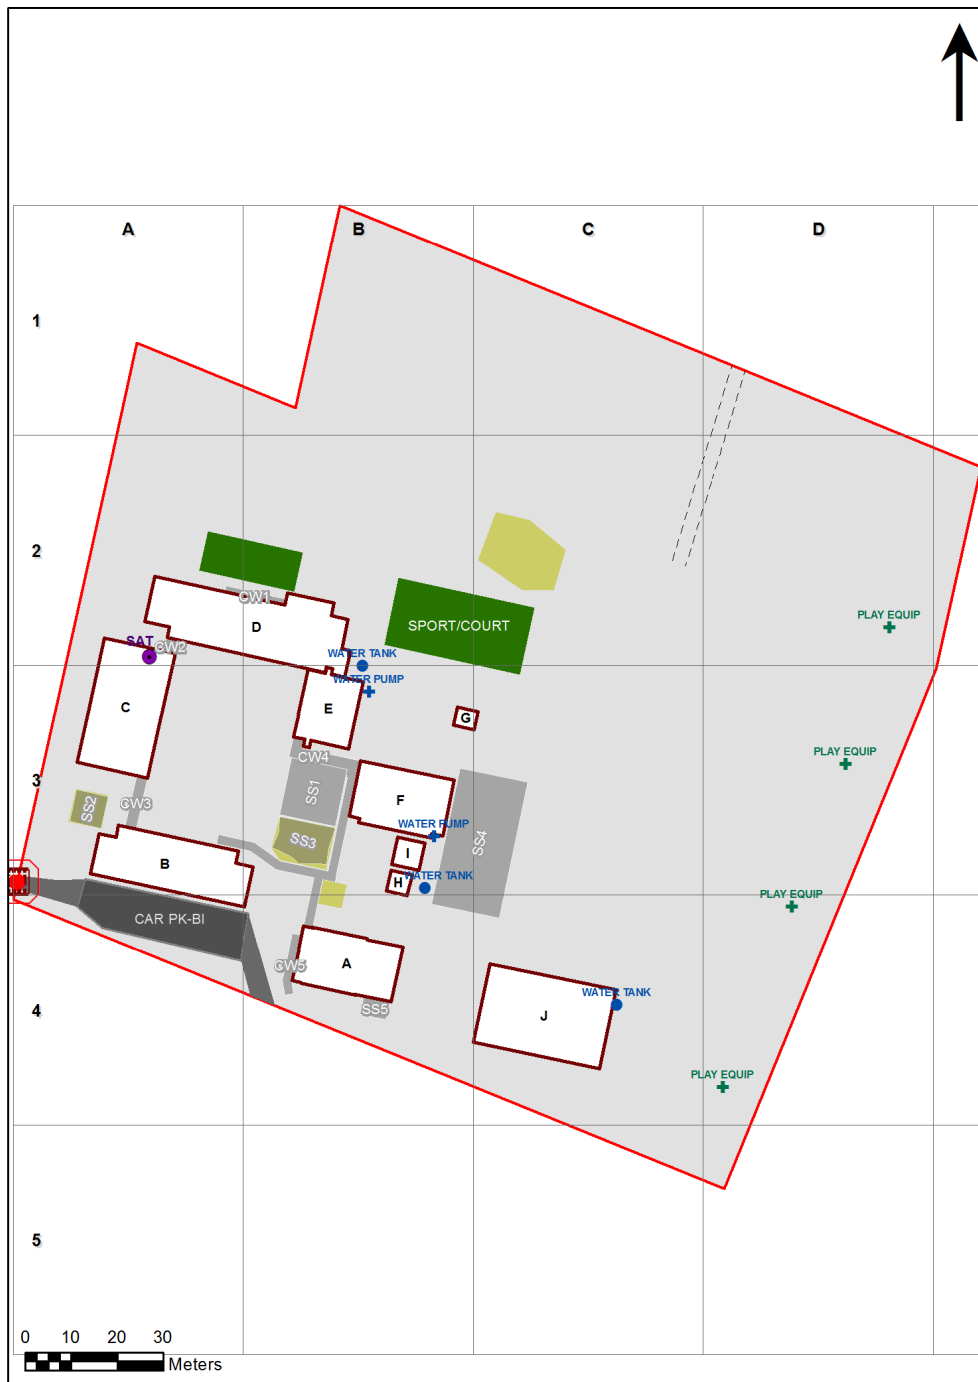 A
B
C
D
1
2
CW1
D
SPORT/COURT
PLAY EQUIP
SAT
CW2
WATER TANK
WATER PUMP
C
E
G
PLAY EQUIP
CW4
3
SS1
F
SS2
CW3
WATER PUMP
SS3
SS4
I
B
WATER TANK
H
PLAY EQUIP
CAR PK-BI
CW5
A
WATER TANK
4
SS5
J
PLAY EQUIP
5
0 10 20 30
Meters